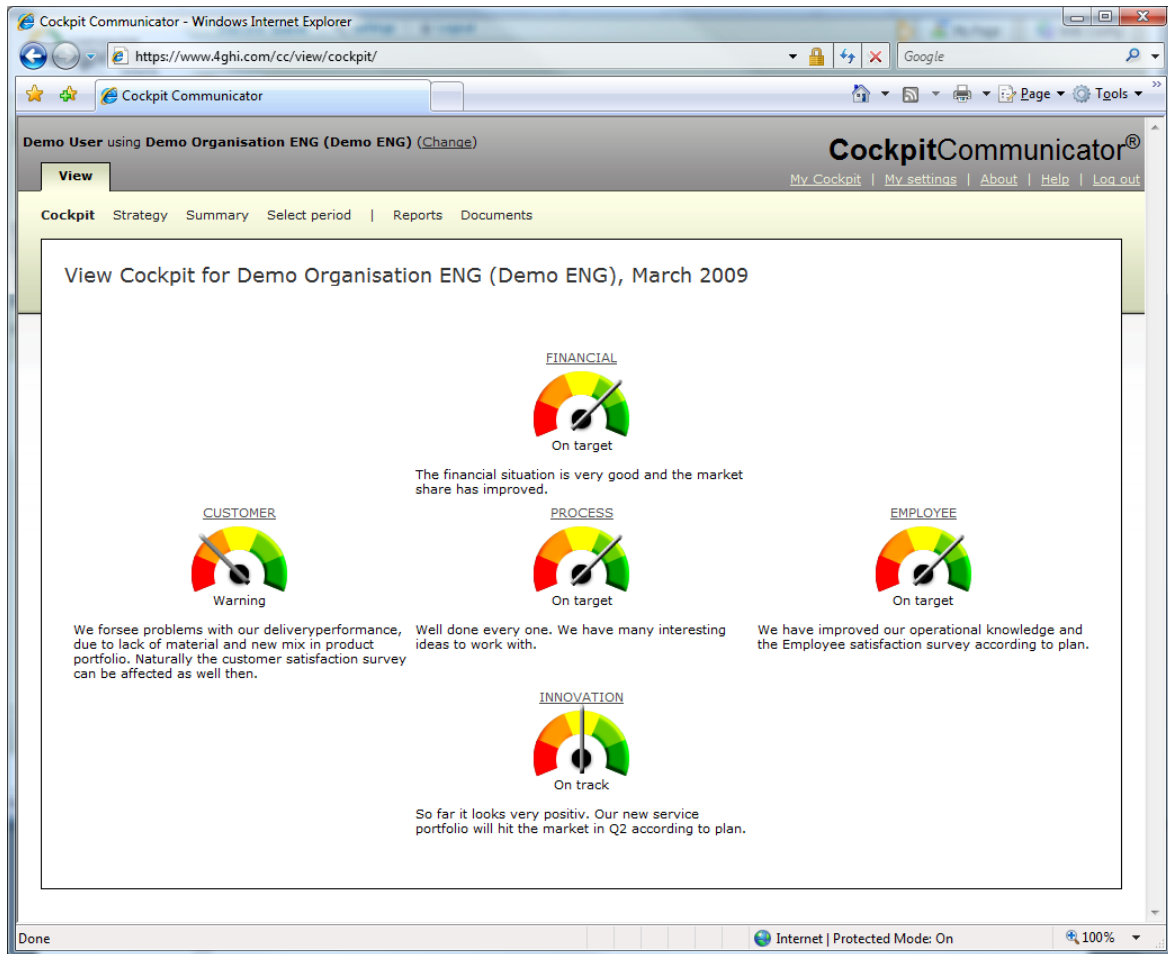 Cockpit Communicator - Windows Internet Explorer
https://www.4ghi.com/cc/view/cockpit/
Google
Cockpit Communicator
Page
Tools
Demo User using Demo Organisation ENG (Demo ENG) (Change)
CockpitCommunicator®
View
My Cockpit | My settings | About | Help | Log out
Cockpit Strategy Summary Select period | Reports Documents
View Cockpit for Demo Organisation ENG (Demo ENG), March 2009
FINANCIAL
On target
The financial situation is very good and the market
share has improved.
CUSTOMER
Warning
We forsee problems with our deliveryperformance,
due to lack of material and new mix in product
portfolio. Naturally the customer satisfaction survey
can be affected as well then.
PROCESS
On target
Well done every one. We have many interesting
ideas to work with.
EMPLOYEE
On target
We have improved our operational knowledge and
the Employee satisfaction survey according to plan.
INNOVATION
On track
So far it looks very positiv. Our new service
portfolio will hit the market in Q2 according to plan.
Done
Internet | Protected Mode: On
100%